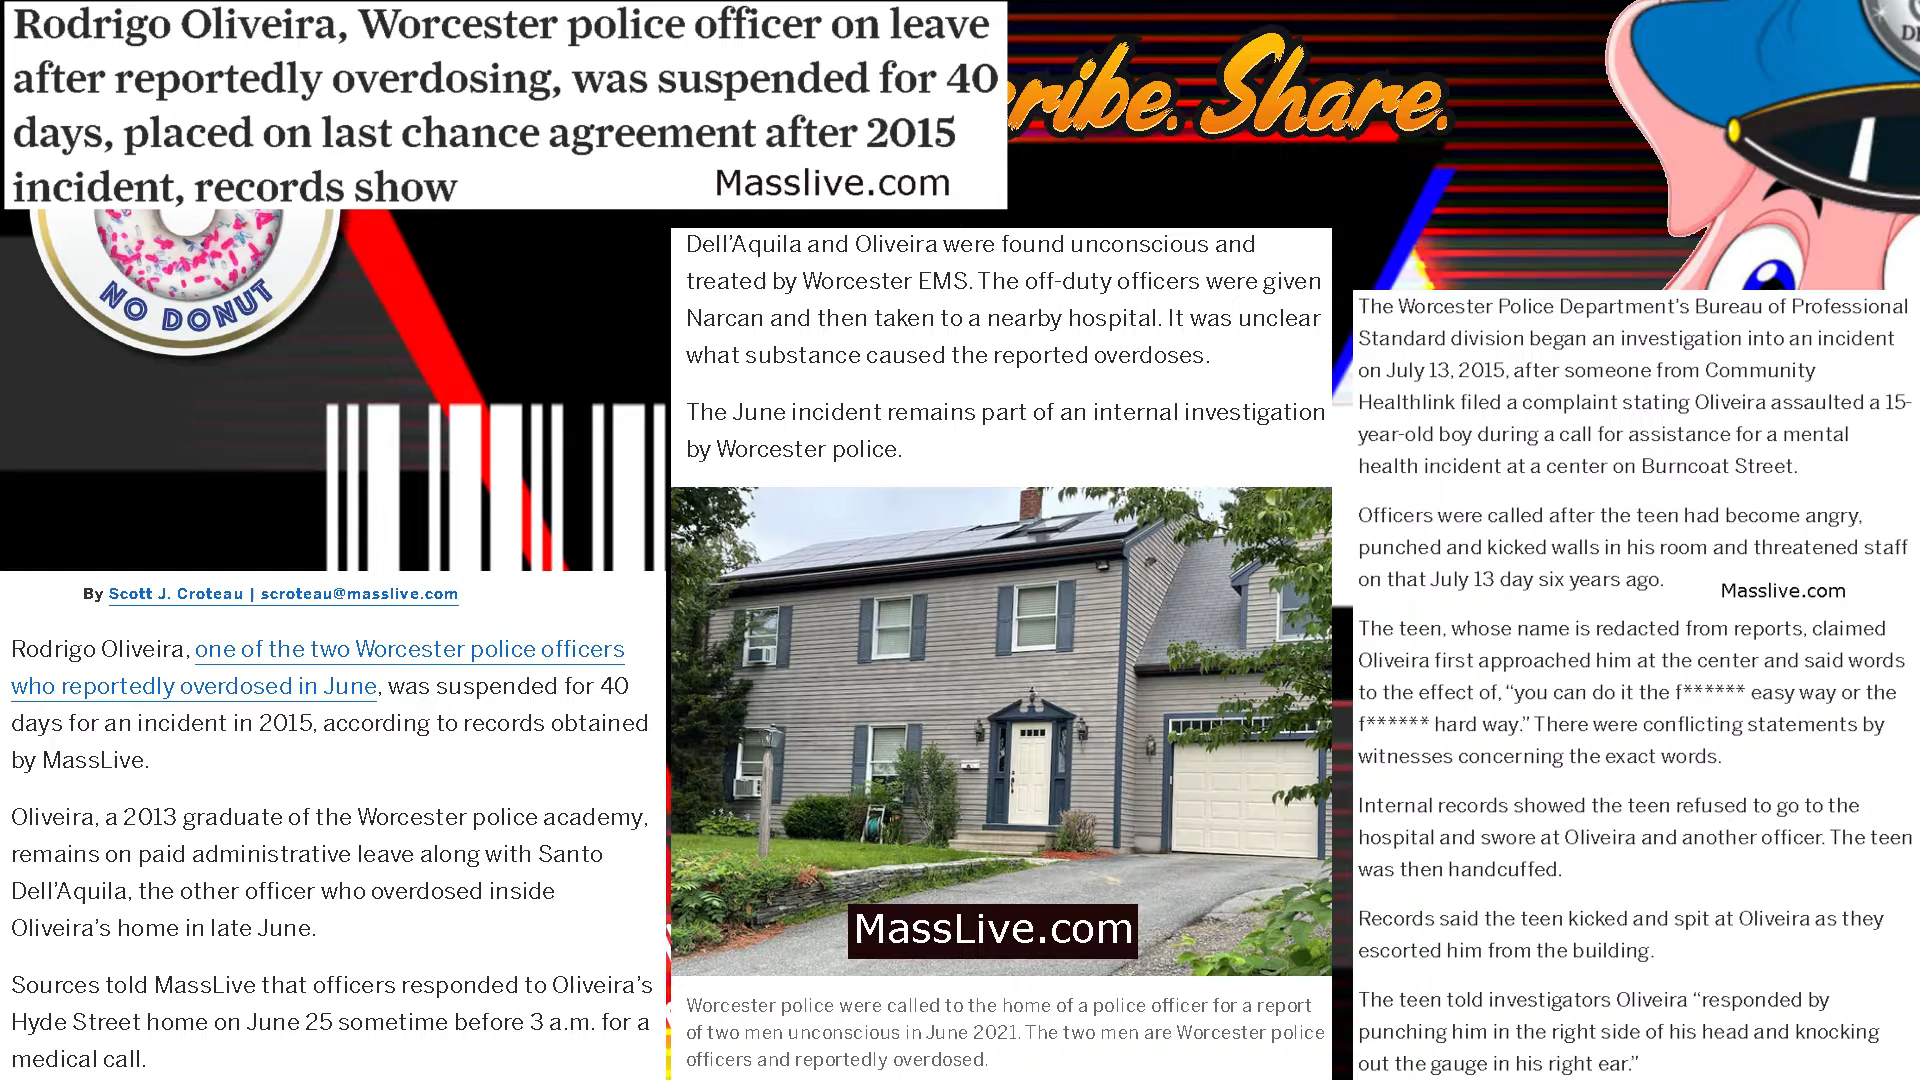 Rodrigo Oliveira, Worcester police officer on leave
after reportedly overdosing, was suspended for 40
days, placed on last chance agreement after 2015
incident, records show
Masslive.com
ribe. Share.
NO DONUT
By Scott J. Croteau | scroteau@masslive.com
Rodrigo Oliveira, one of the two Worcester police officers
who reportedly overdosed in June, was suspended for 40
days for an incident in 2015, according to records obtained
by MassLive.
Oliveira, a 2013 graduate of the Worcester police academy,
remains on paid administrative leave along with Santo
Dell’Aquila, the other officer who overdosed inside
Oliveira’s home in late June.
Sources told MassLive that officers responded to Oliveira’s
Hyde Street home on June 25 sometime before 3 a.m. for a
medical call.
Dell’Aquila and Oliveira were found unconscious and
treated by Worcester EMS. The off-duty officers were given
Narcan and then taken to a nearby hospital. It was unclear
what substance caused the reported overdoses.
The June incident remains part of an internal investigation
by Worcester police.
MassLive.com
Worcester police were called to the home of a police officer for a report
of two men unconscious in June 2021. The two men are Worcester police
officers and reportedly overdosed.
The Worcester Police Department’s Bureau of Professional
Standard division began an investigation into an incident
on July 13, 2015, after someone from Community
Healthlink filed a complaint stating Oliveira assaulted a 15-
year-old boy during a call for assistance for a mental
health incident at a center on Burncoat Street.
Officers were called after the teen had become angry,
punched and kicked walls in his room and threatened staff
on that July 13 day six years ago.
Masslive.com
The teen, whose name is redacted from reports, claimed
Oliveira first approached him at the center and said words
to the effect of, “you can do it the f****** easy way or the
f****** hard way.” There were conflicting statements by
witnesses concerning the exact words.
Internal records showed the teen refused to go to the
hospital and swore at Oliveira and another officer. The teen
was then handcuffed.
Records said the teen kicked and spit at Oliveira as they
escorted him from the building.
The teen told investigators Oliveira “responded by
punching him in the right side of his head and knocking
out the gauge in his right ear.”